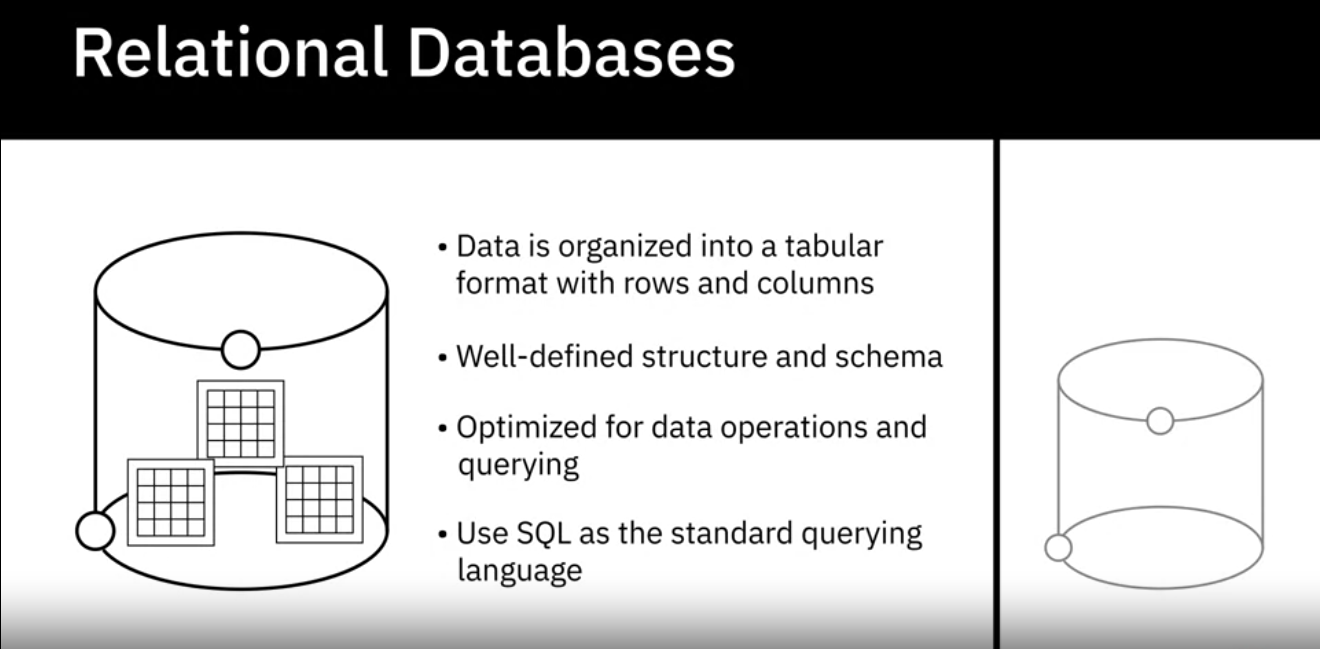 Relational Databases
• Data is organized into a tabular
format with rows and columns
• Well-defined structure and schema
• Optimized for data operations and
querying
• Use SQL as the standard querying
language